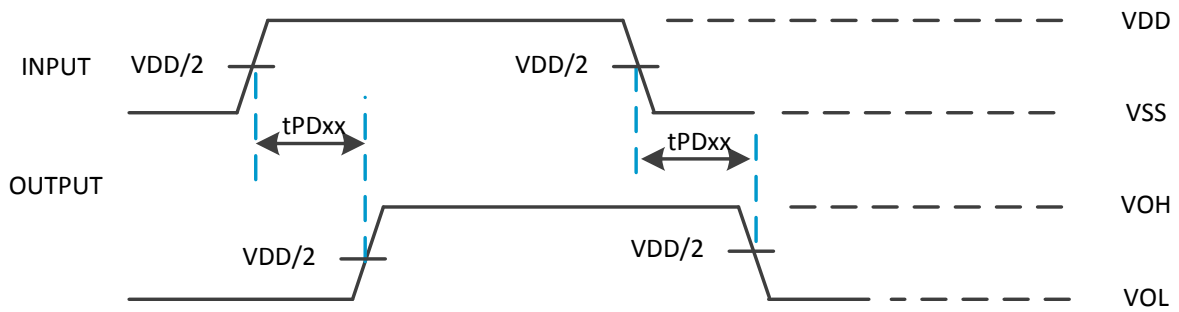 VDD
INPUT
VDD/2
VDD/2
VSS
tPDxx
tPDxx
OUTPUT
VOH
VDD/2
VDD/2
VOL